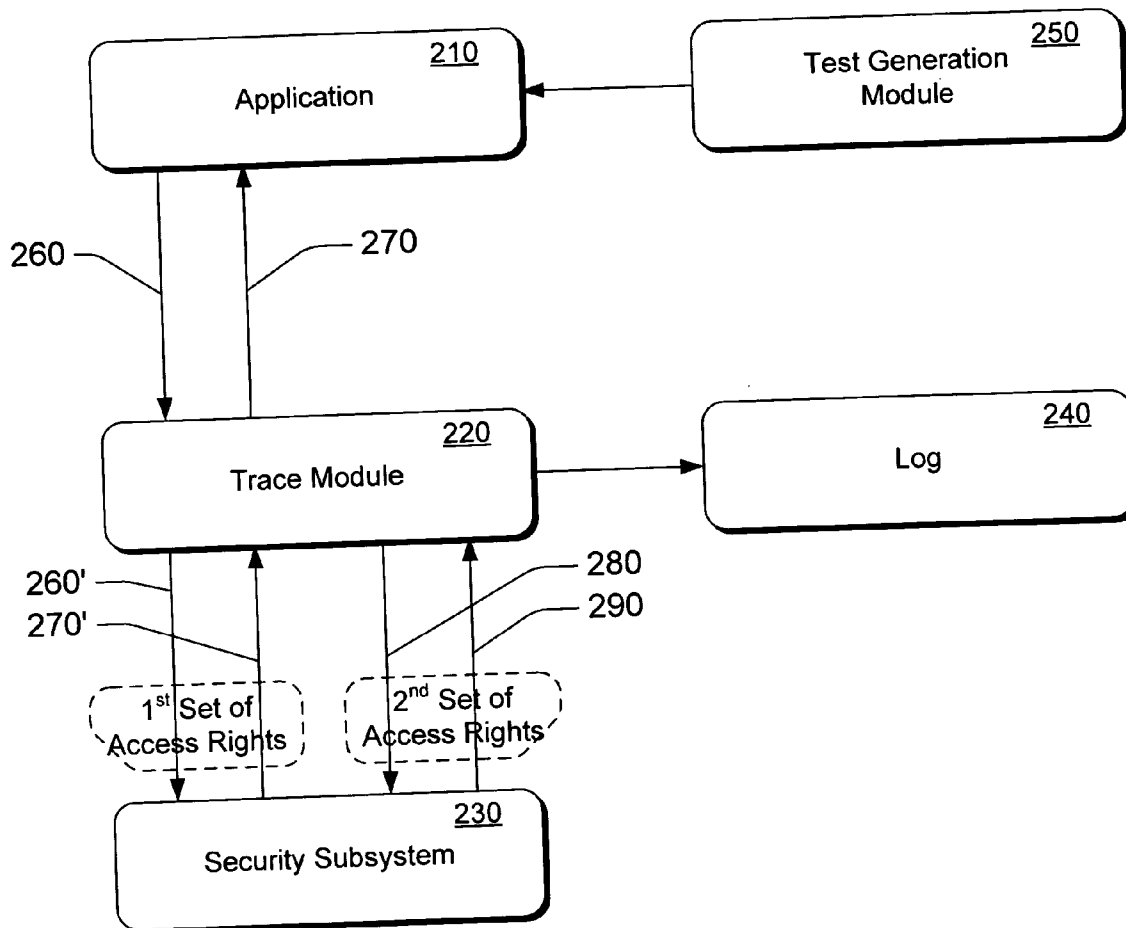 210
Application
250
Test Generation
Module
260
270
220
Trace Module
240
Log
260'
270'
280
290
1st Set of
Access Rights
2nd Set of
Access Rights
230
Security Subsystem